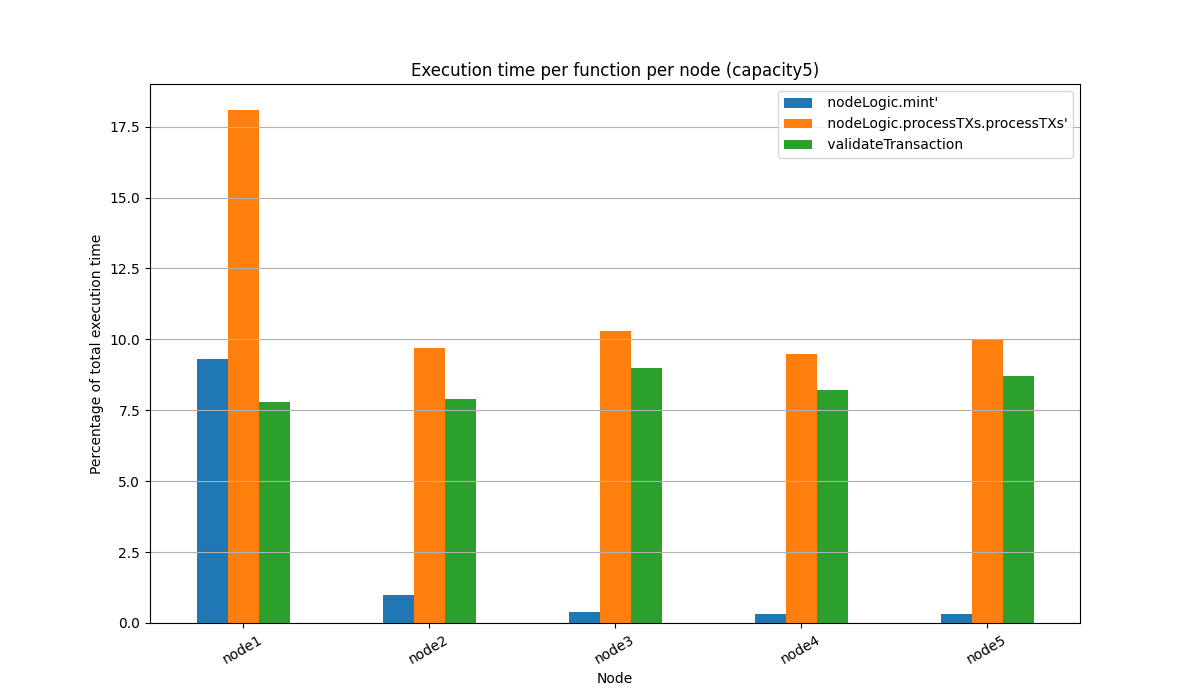 Execution time per function per node (capacity5)
nodeLogic.mint'
nodeLogic.processTXs.processTXs'
validateTransaction
Percentage of total execution time
17.5
15.0
12.5
10.0
7.5
5.0
2.5
0.0
node1
node2
node3
node4
node5
Node